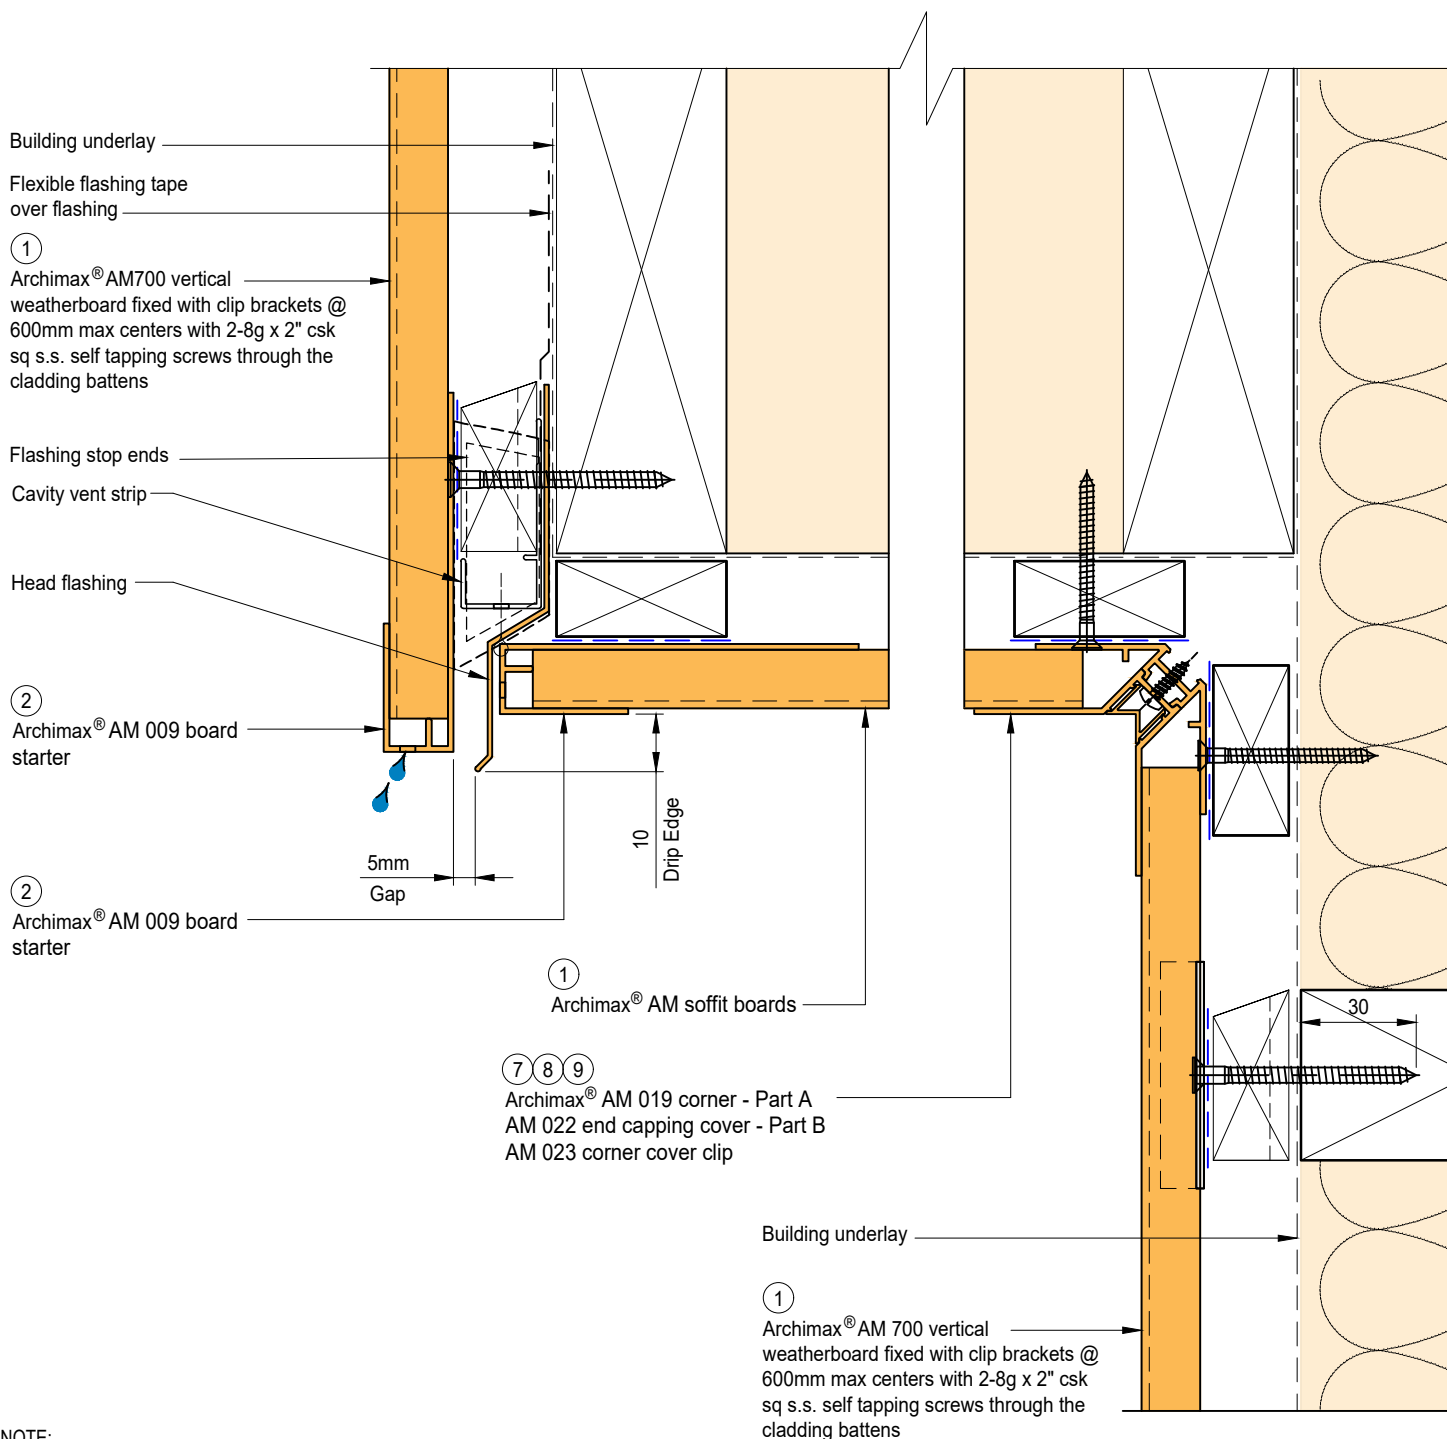 Building underlay
Flexible flashing tape
over flashing
1
Archimax® AM700 vertical
weatherboard fixed with clip brackets @
600mm max centers with 2-8g x 2" csk
sq s.s. self tapping screws through the
cladding battens
Flashing stop ends
Cavity vent strip
Head flashing
2
Archimax® AM 009 board
starter
5mm
Gap
10
Drip Edge
2
Archimax® AM 009 board
starter
1
Archimax® AM soffit boards
30
7 8 9
Archimax® AM 019 corner - Part A
AM 022 end capping cover - Part B
AM 023 corner cover clip
Building underlay
1
Archimax® AM 700 vertical
weatherboard fixed with clip brackets @
600mm max centers with 2-8g x 2" csk
sq s.s. self tapping screws through the
cladding battens
NOTE: